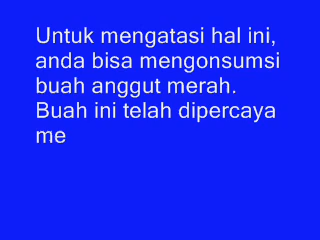 Untuk mengatasi hal ini,
anda bisa mengonsumsi
buah anggut merah.
Buah ini telah dipercaya
me